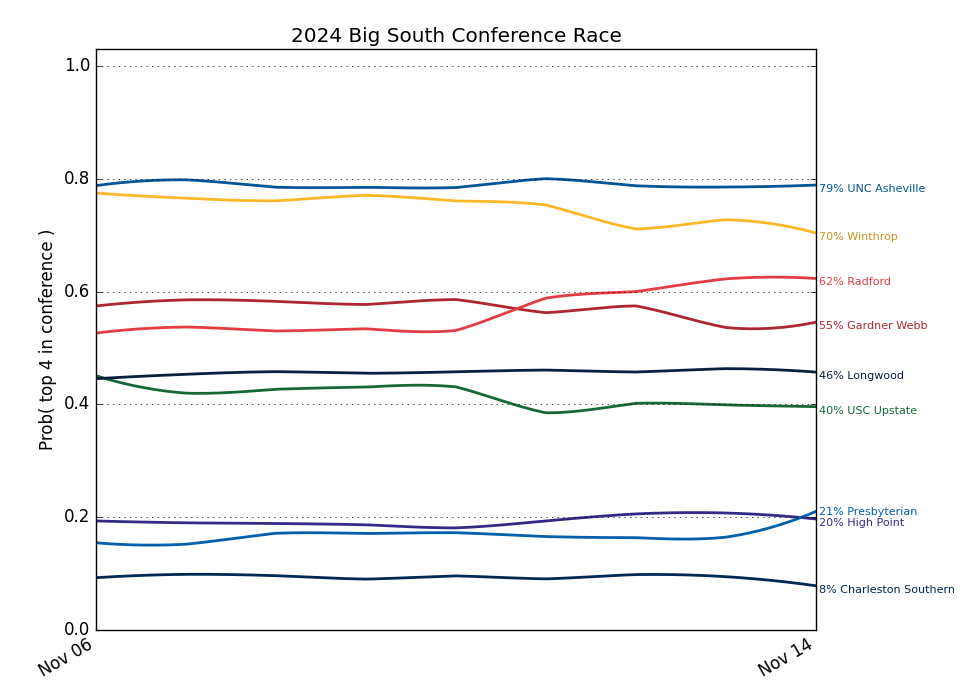 2024 Big South Conference Race
Prob( top 4 in conference )
1.0
0.8
0.6
0.4
0.2
0.0
Nov 06
Nov 14
79% UNC Asheville
70% Winthrop
62% Radford
55% Gardner Webb
46% Longwood
40% USC Upstate
21% Presbyterian
20% High Point
8% Charleston Southern